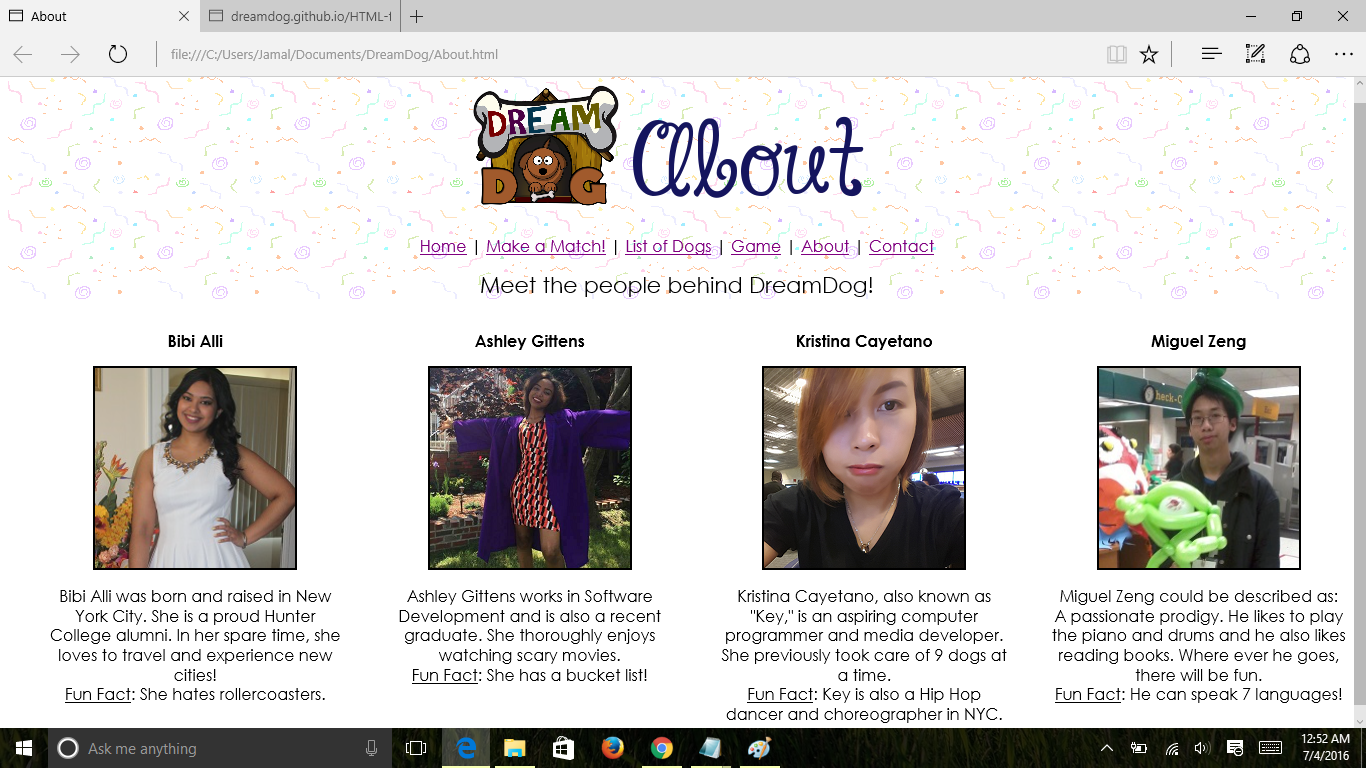 About
dreamdog.github.io/HTML-1
file:///C:/Users/Jamal/Documents/DreamDog/About.html
DREAM
DOG
About
Home | Make a Match! | List of Dogs | Game | About | Contact
Meet the people behind DreamDog!
Bibi Alli
Bibi Alli was born and raised in New
York City. She is a proud Hunter
College alumni. In her spare time, she
loves to travel and experience new
cities!
Fun Fact: She hates rollercoasters.
Ashley Gittens
Ashley Gittens works in Software
Development and is also a recent
graduate. She thoroughly enjoys
watching scary movies.
Fun Fact: She has a bucket list!
Kristina Cayetano
Kristina Cayetano, also known as
"Key," is an aspiring computer
programmer and media developer.
She previously took care of 9 dogs at
a time.
Fun Fact: Key is also a Hip Hop
dancer and choreographer in NYC.
Miguel Zeng
heck-
Miguel Zeng could be described as:
A passionate prodigy. He likes to play
the piano and drums and he also likes
reading books. Where ever he goes,
there will be fun.
Fun Fact: He can speak 7 languages!
Ask me anything
12:52 AM
7/4/2016